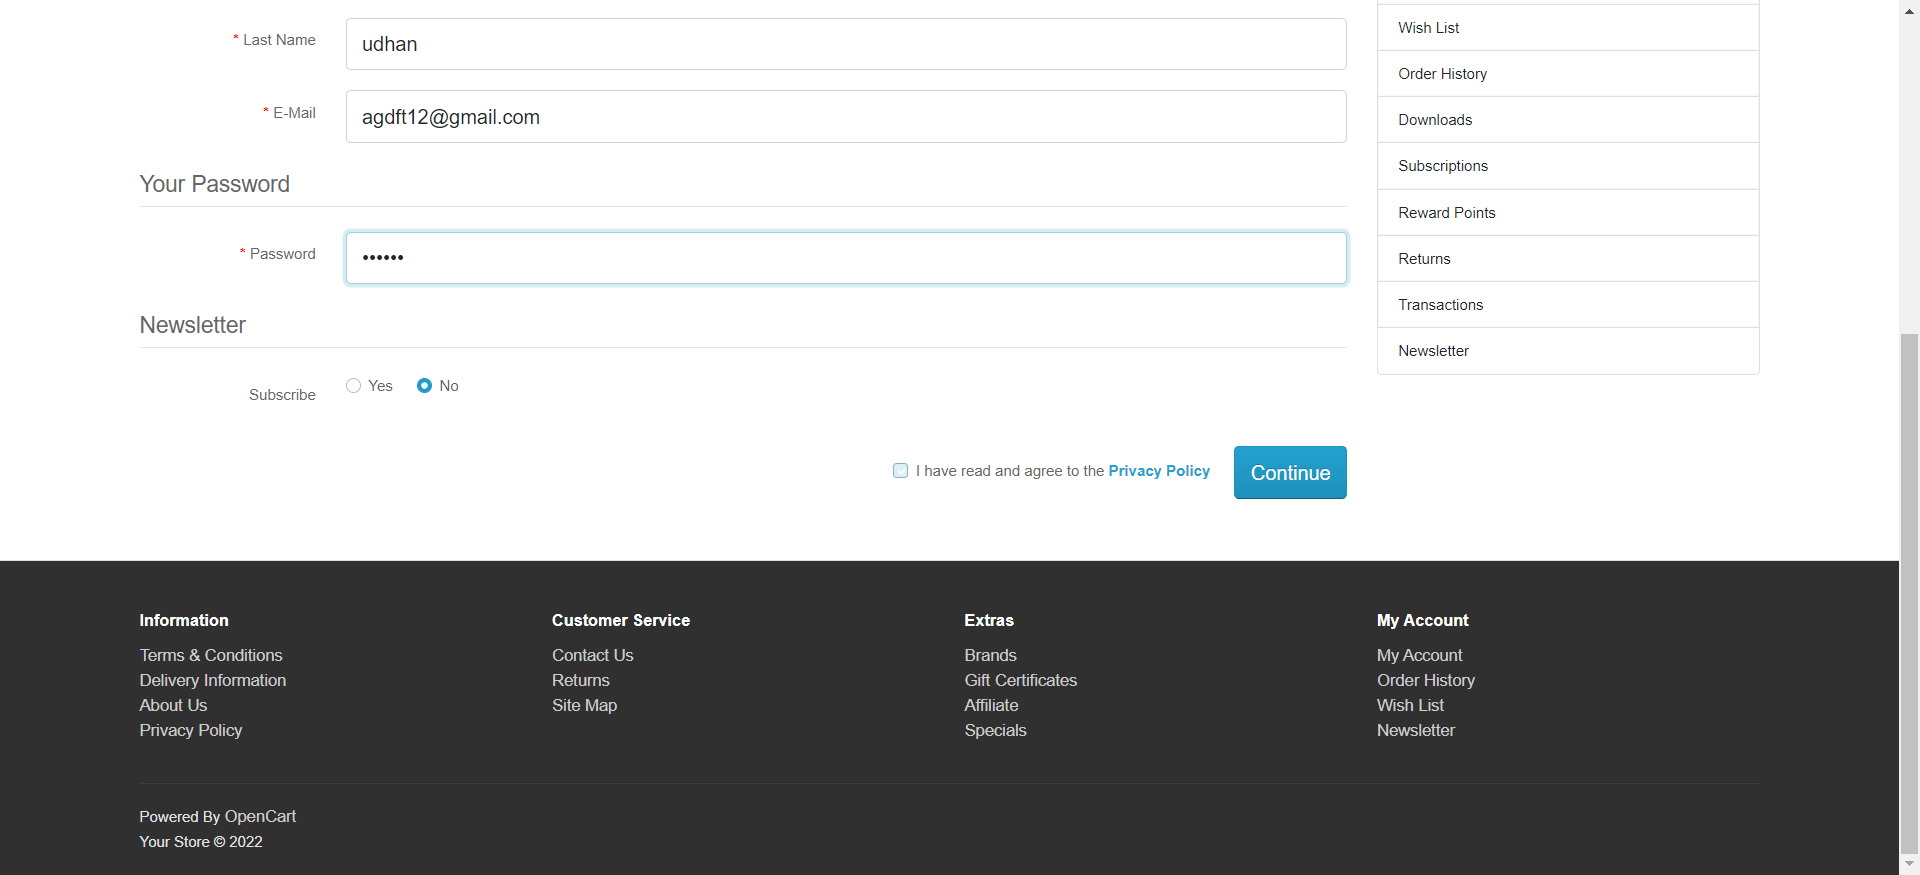 * Last Name
udhan
* E-Mail
agdft12@gmail.com
Your Password
* Password
••••••
Newsletter
Subscribe
Yes
No
I have read and agree to the Privacy Policy
Continue
Wish List
Order History
Downloads
Subscriptions
Reward Points
Returns
Transactions
Newsletter
Information
Terms & Conditions
Delivery Information
About Us
Privacy Policy
Customer Service
Contact Us
Returns
Site Map
Extras
Brands
Gift Certificates
Affiliate
Specials
My Account
My Account
Order History
Wish List
Newsletter
Powered By OpenCart
Your Store © 2022